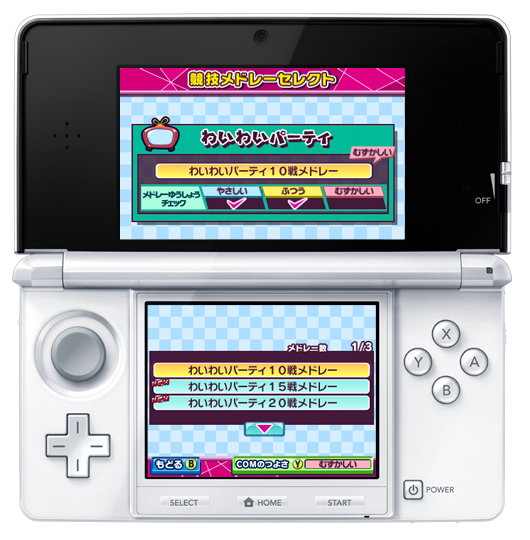 競技メドレーセレクト
わいわいパーティ
むずかしい
わいわいパーティ10戦メドレー
メドレーゆうしょう
チェック
やさしい
ふつう
むずかしい
OFF
メドレー数 1/3
わいわいパーティ10戦メドレー
NEW
わいわいパーティ15戦メドレー
NEW
わいわいパーティ20戦メドレー
もどる B
COMのつよさ Y むずかしい
X
Y
A
B
SELECT
HOME
START
POWER